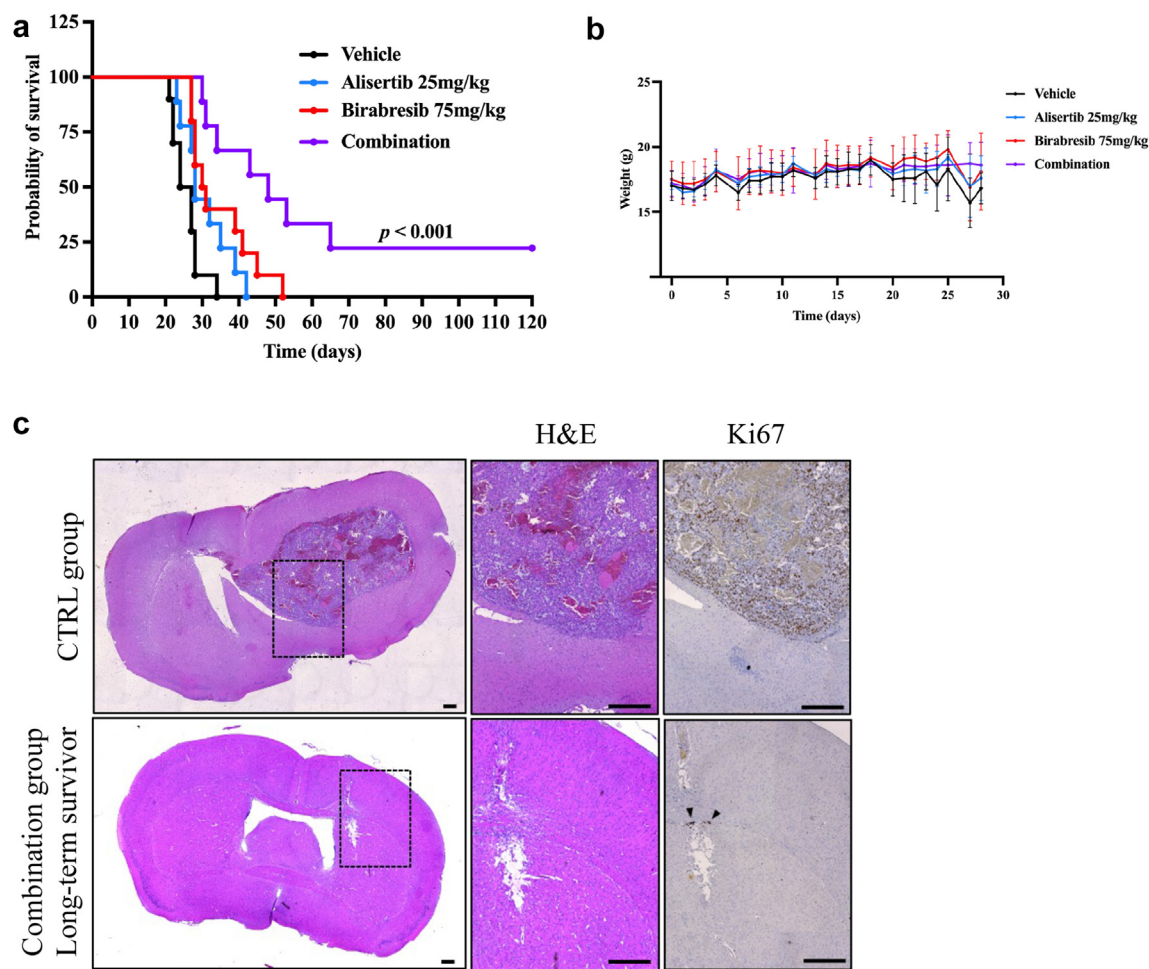 a
125
100
75
50
25
0
Probability of survival
Vehicle
Alisertib 25mg/kg
Birabresib 75mg/kg
Combination
p < 0.001
0 10 20 30 40 50 60 70 80 90 100 110 120
Time (days)
b
25
20
15
Weight (g)
Vehicle
Alisertib 25mg/kg
Birabresib 75mg/kg
Combination
0 5 10 15 20 25 30
Time (days)
c
H&E
Ki67
CTRL group
Combination group
Long-term survivor